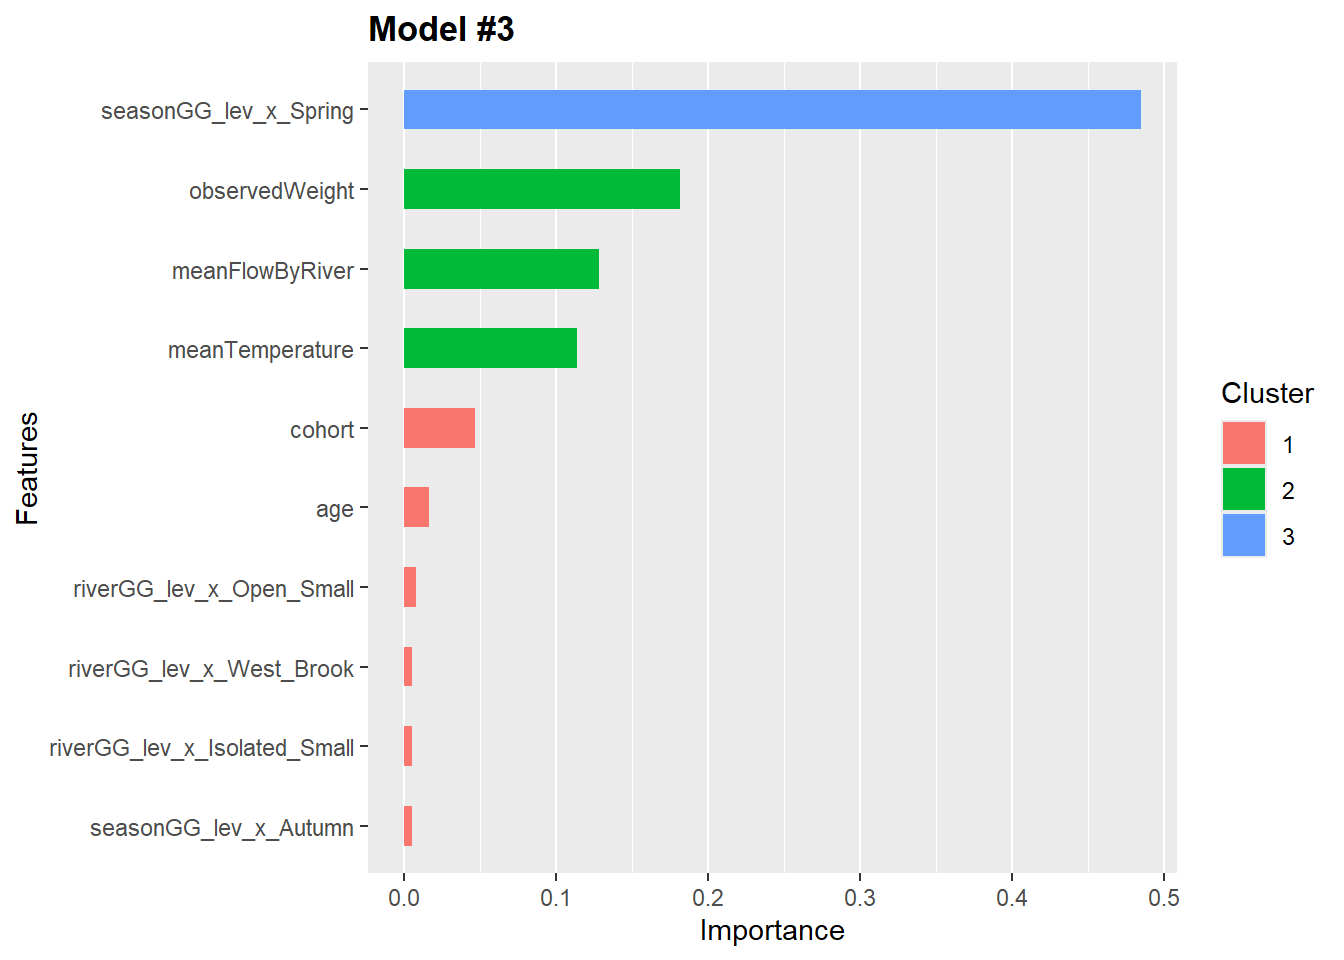 Model #3
seasonGG_lev_x_Spring
observedWeight
meanFlowByRiver
meanTemperature
cohort
age
riverGG_lev_x_Open_Small
riverGG_lev_x_West_Brook
riverGG_lev_x_Isolated_Small
seasonGG_lev_x_Autumn
Features
0.0 0.1 0.2 0.3 0.4 0.5
Importance
Cluster
1
2
3